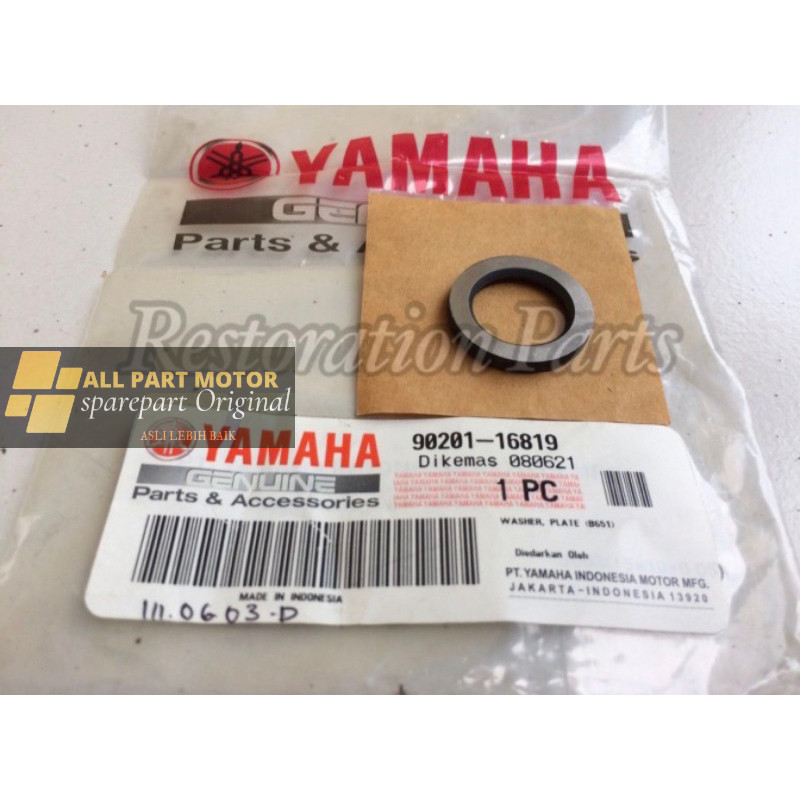 YAMAHA
GENUINE
Parts & A
Restoration Parts
ALL PART MOTOR
sparepart Original
ASLI LEBIH BAIK
YAMAHA
GENUINE
Parts & Accessories
90201-16819
Dikemas 080621
1 PC
WASHER, PLATE (B651)
Diedarkan Oleh
PT. YAMAHA INDONESIA MOTOR MFG.
JAKARTA-INDONESIA 13920
MADE IN INDONESIA
111.0603-D